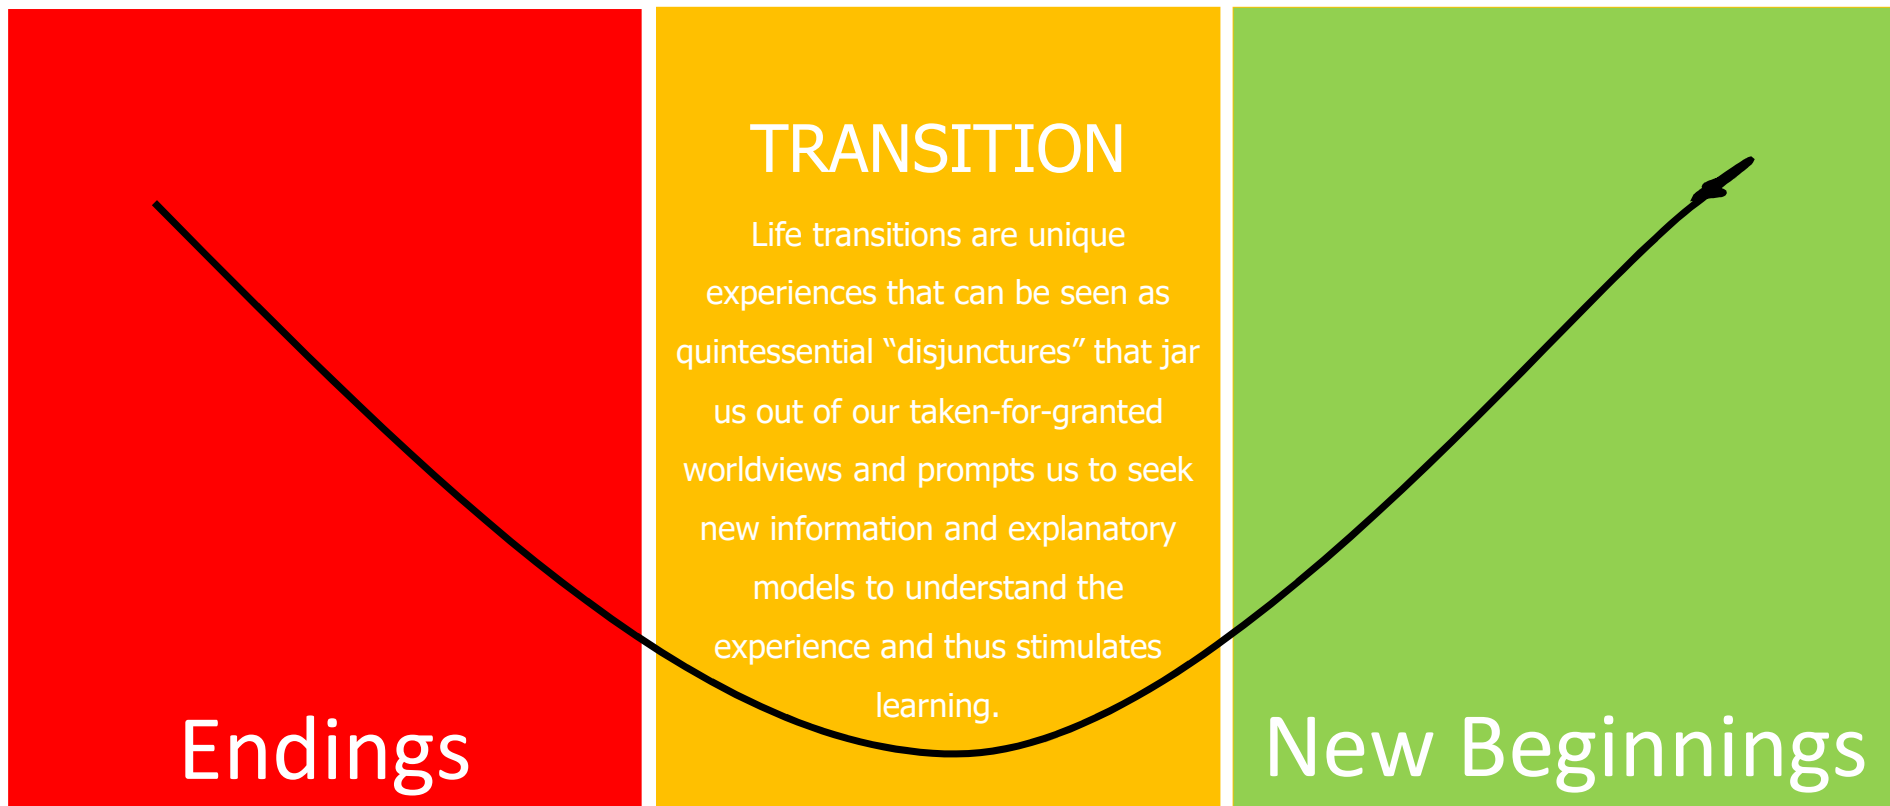 TRANSITION
Life transitions are unique
experiences that can be seen as
quintessential “disjunctures” that jar
us out of our taken-for-granted
worldviews and prompts us to seek
new information and explanatory
models to understand the
experience and thus stimulates
learning.
Endings
New Beginnings